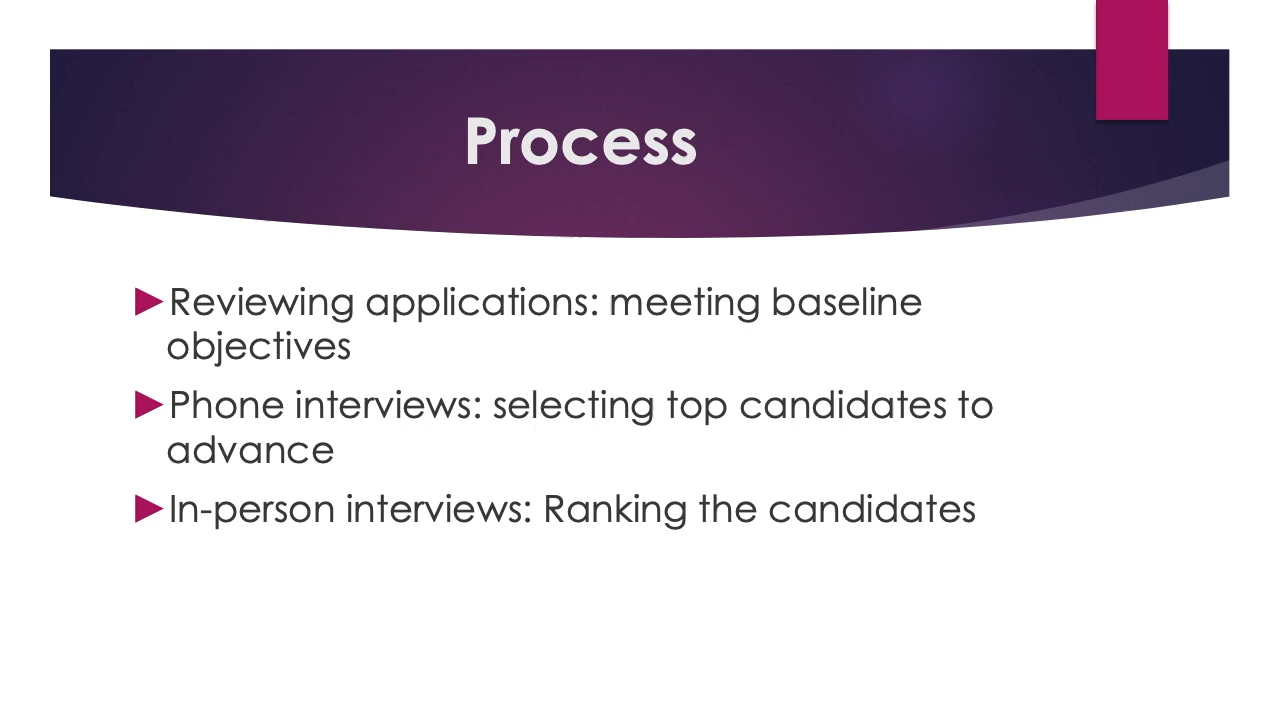 Process
Reviewing applications: meeting baseline
objectives
Phone interviews: selecting top candidates to
advance
In-person interviews: Ranking the candidates